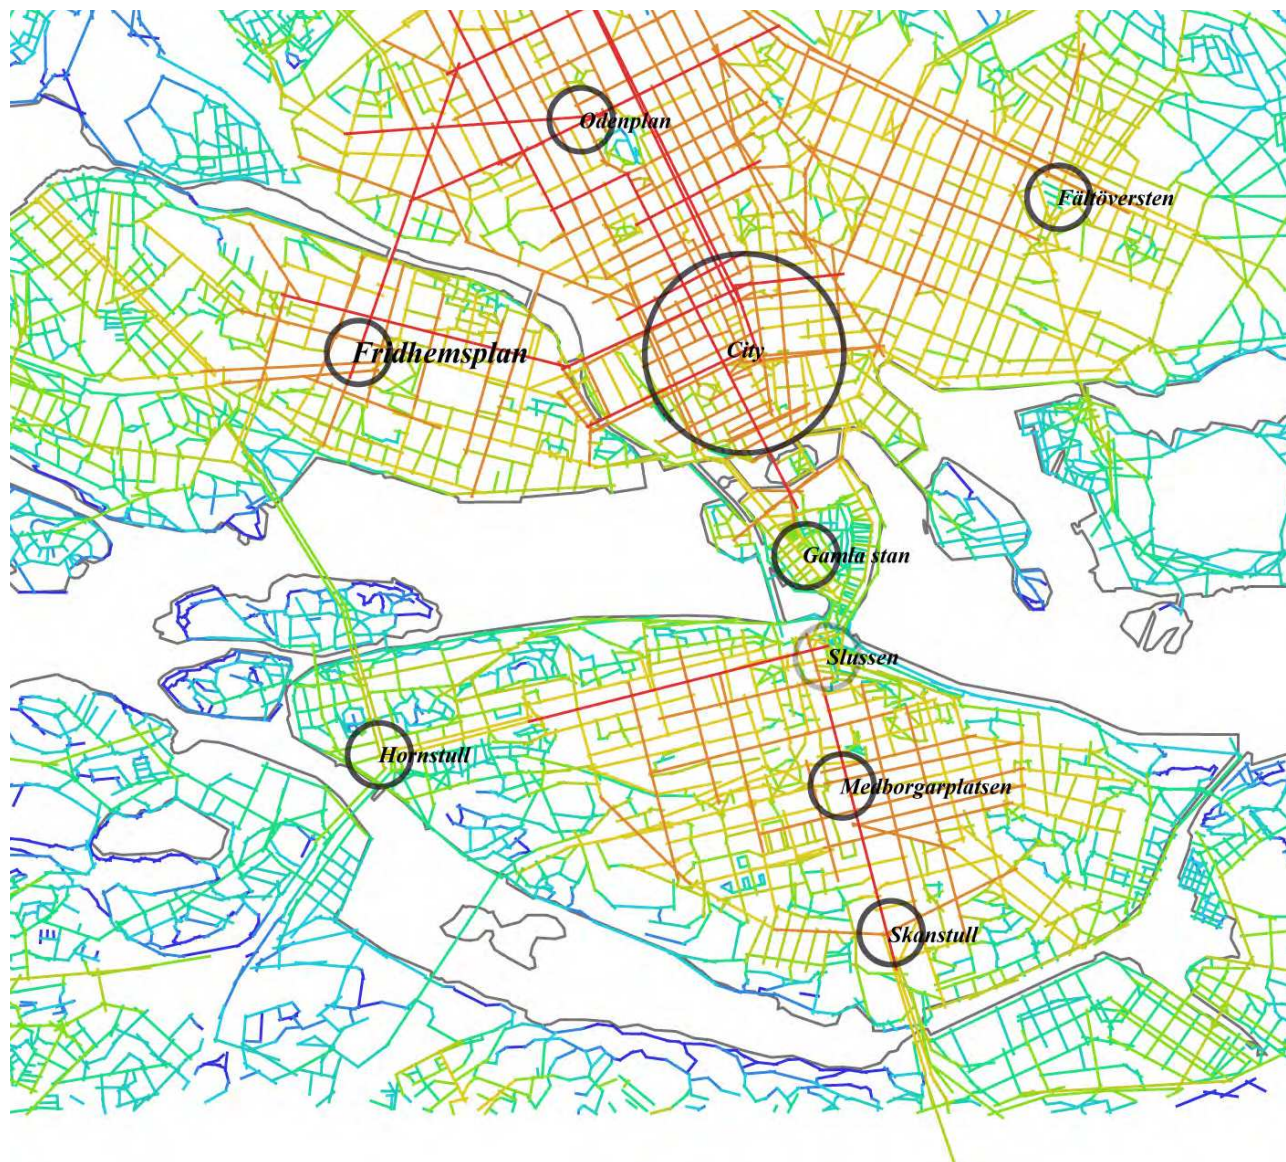 Odenplan
Fältöversten
Fridhemsplan
City
Gamla stan
Slussen
Hornstull
Medborgarplatsen
Skanstull